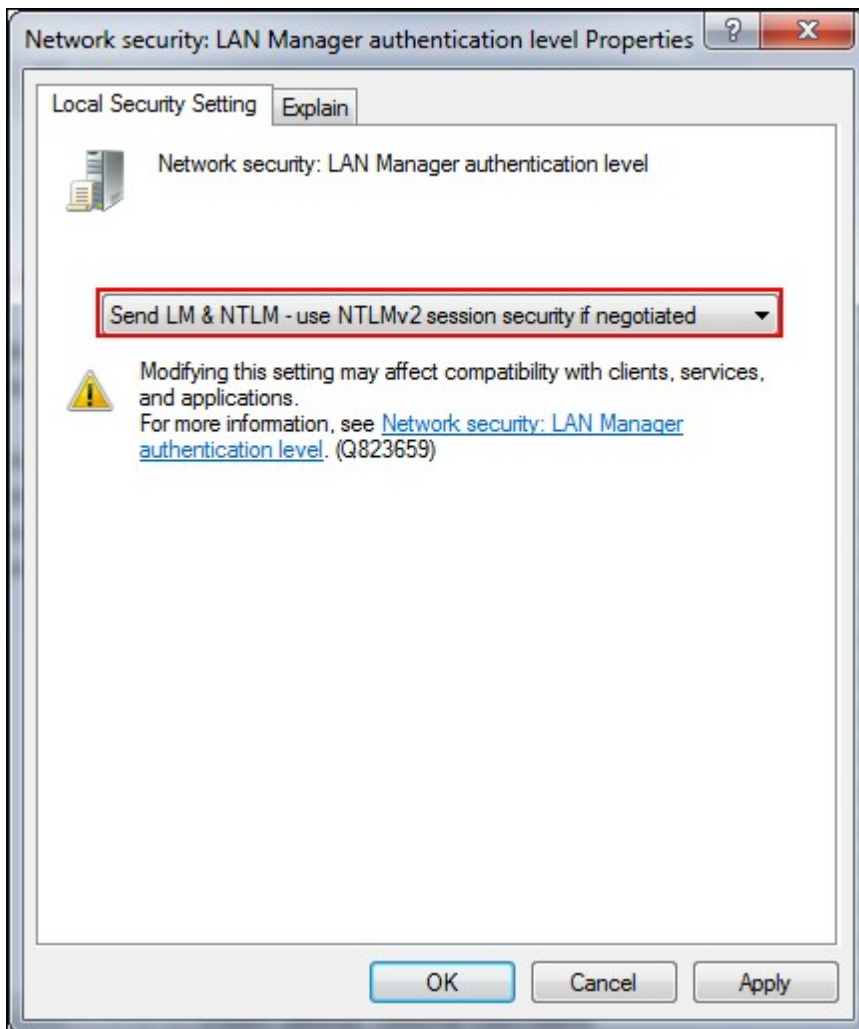 Network security: LAN Manager authentication level Properties
Local Security Setting
Explain
Network security: LAN Manager authentication level
Send LM & NTLM - use NTLMv2 session security if negotiated
Modifying this setting may affect compatibility with clients, services,
and applications.
For more information, see Network security: LAN Manager
authentication level. (Q823659)
OK
Cancel
Apply